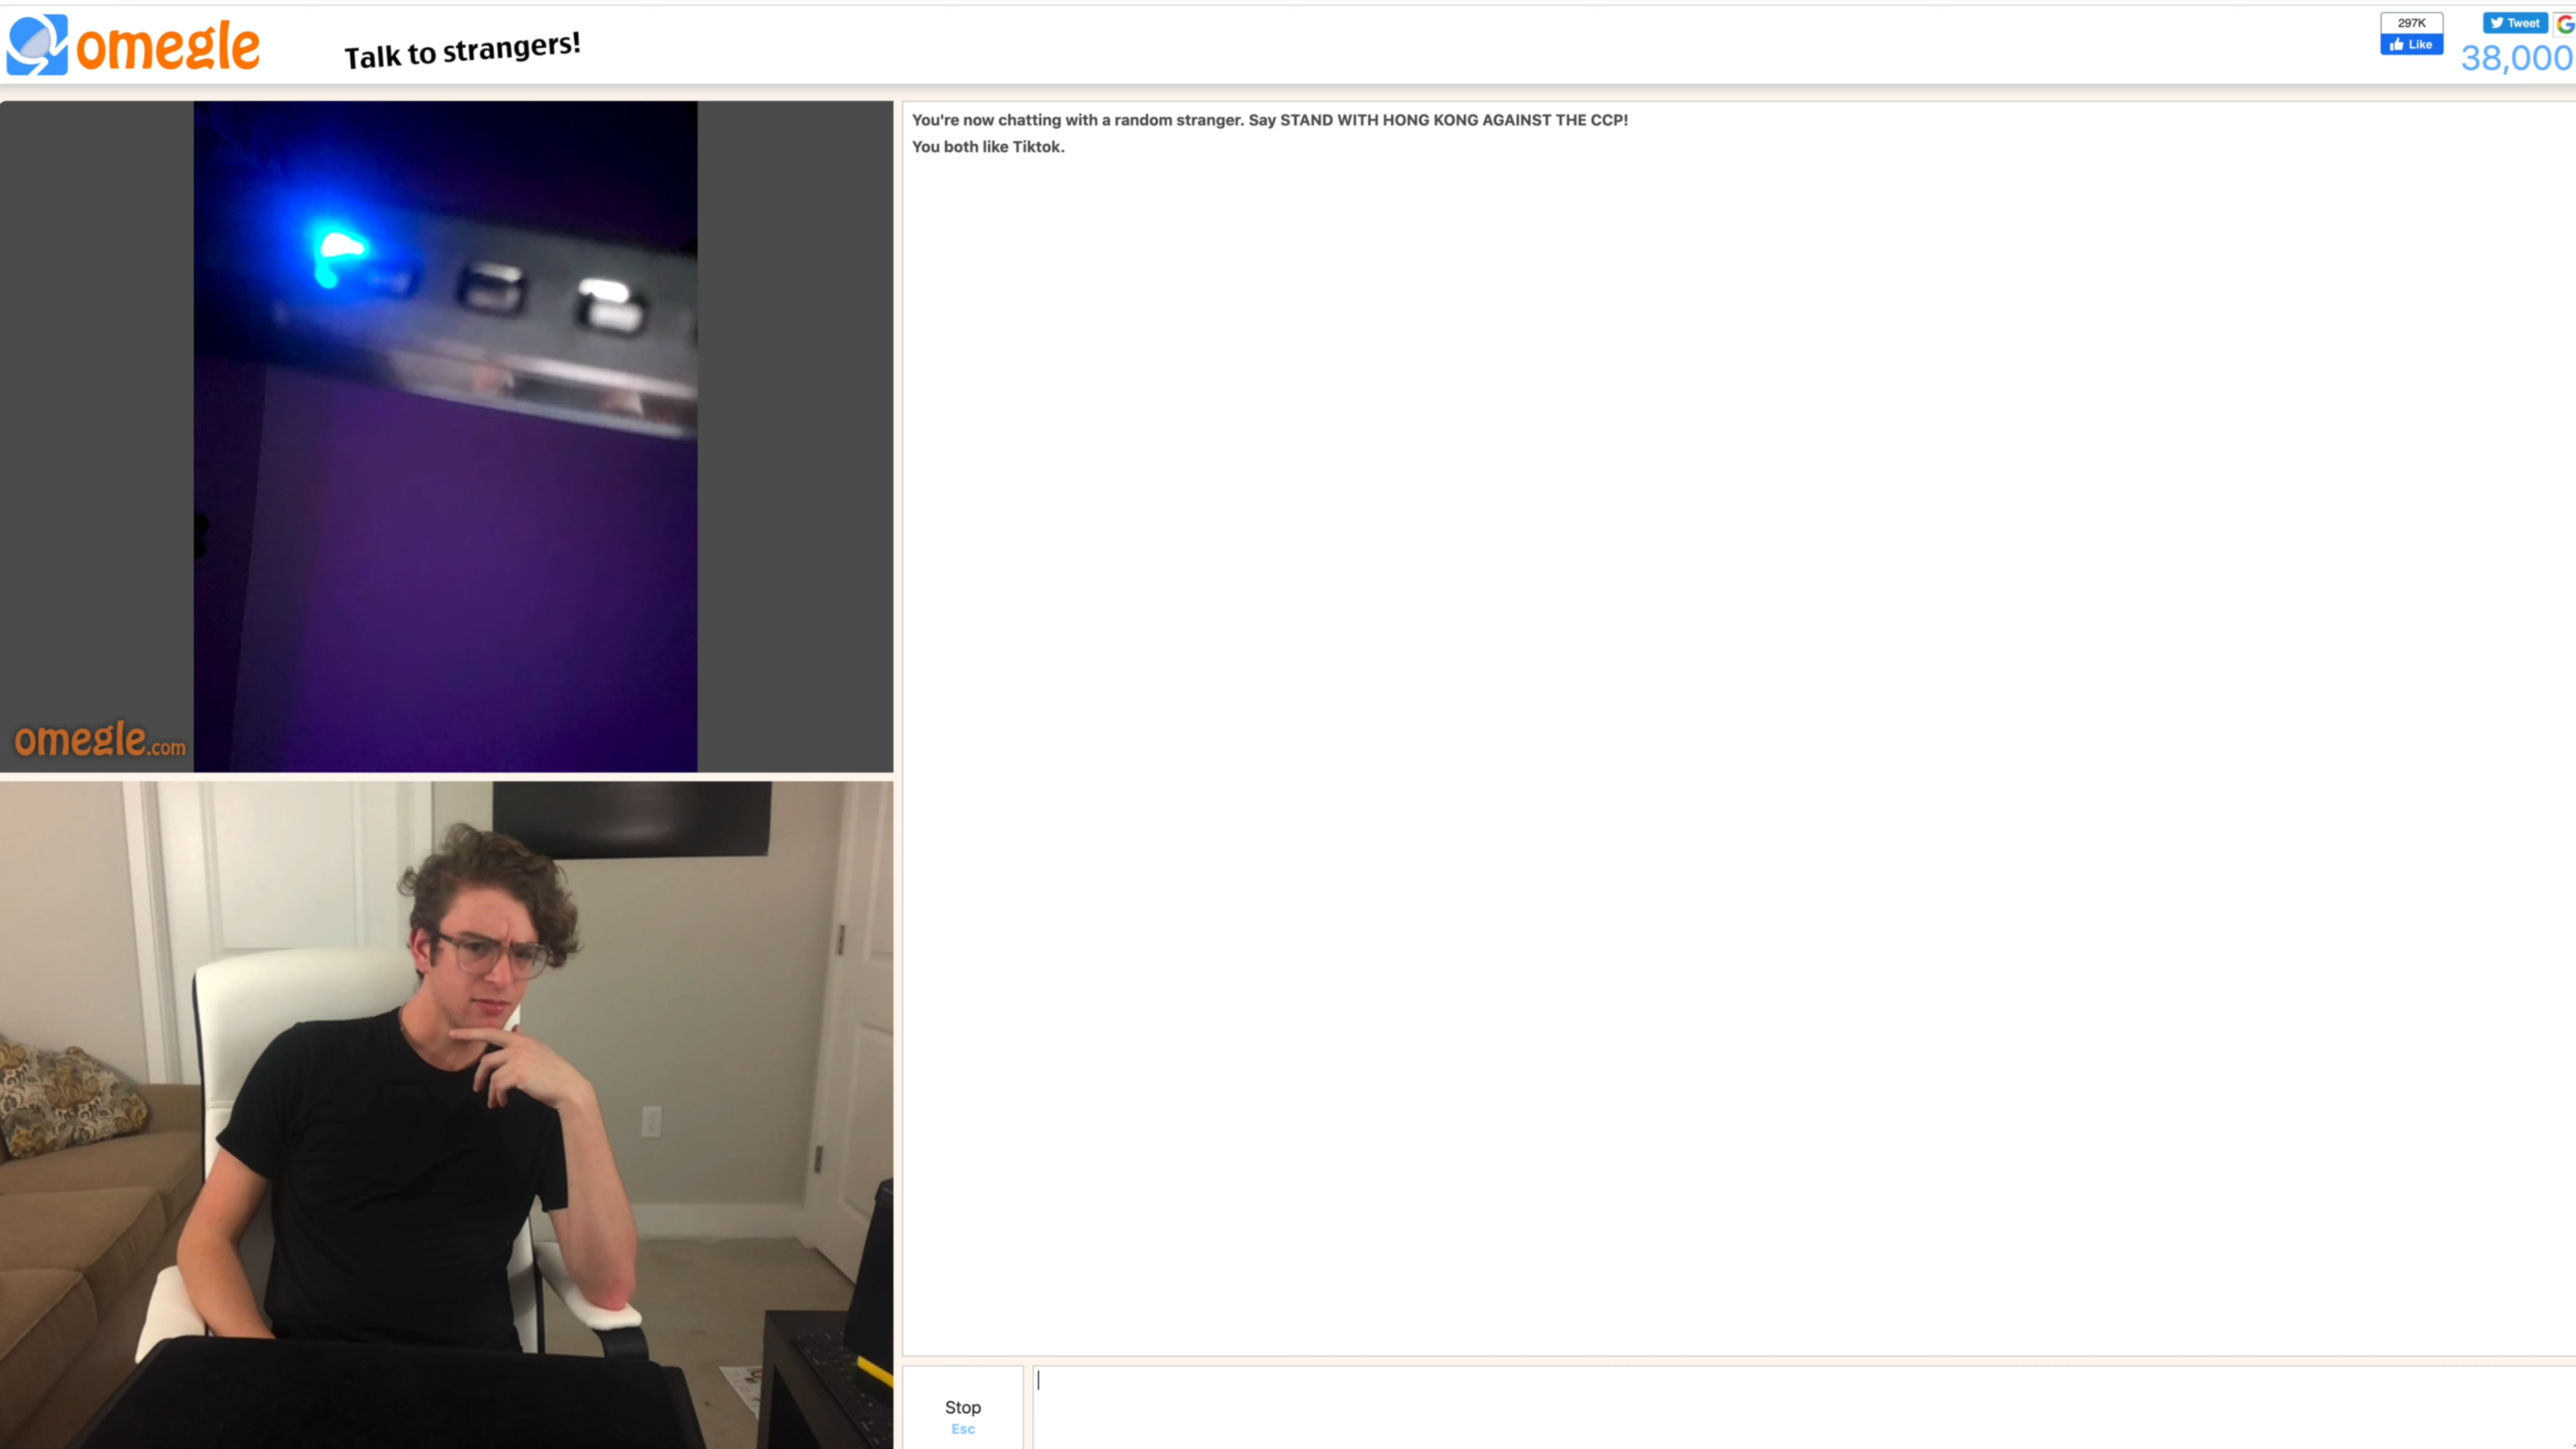 omegle
Talk to strangers!
297K
Like
Tweet
G
38,000
You're now chatting with a random stranger. Say STAND WITH HONG KONG AGAINST THE CCP!
You both like Tiktok.
omegle.com
Stop
Esc